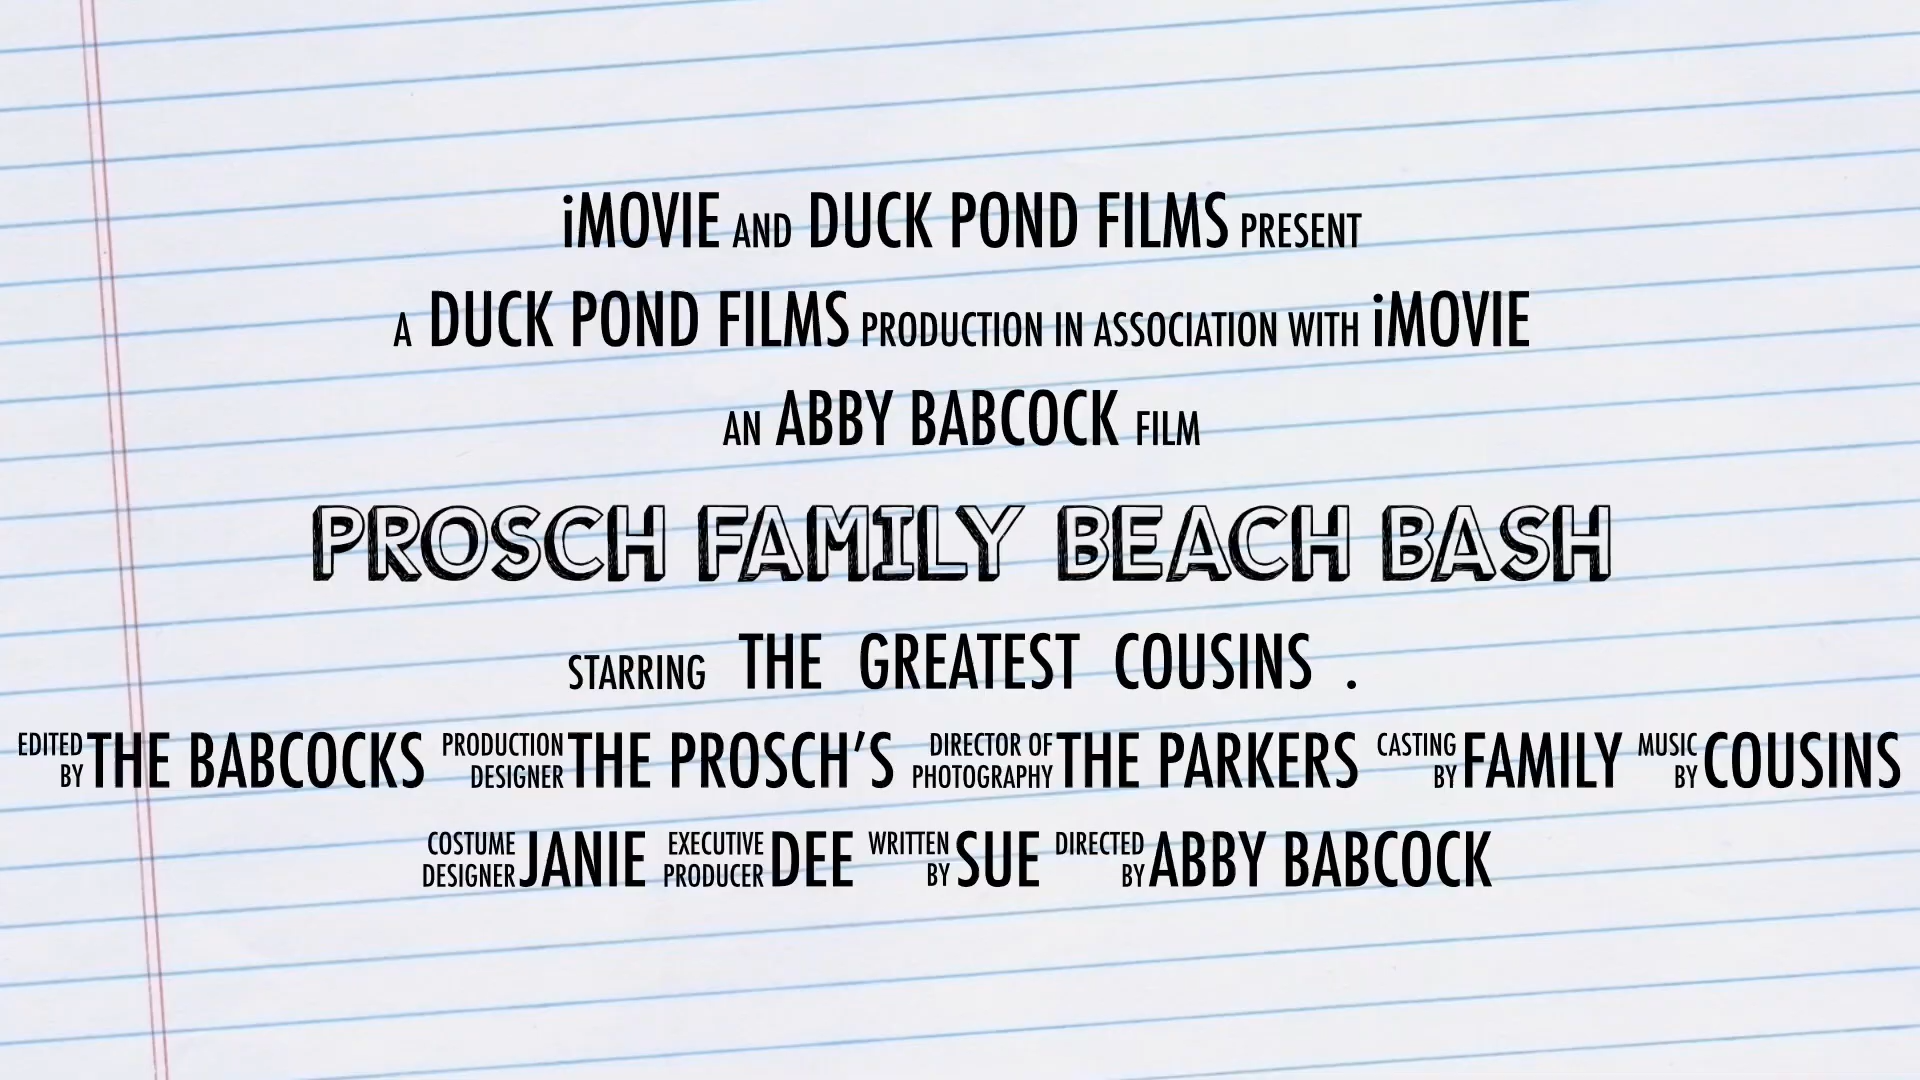 iMOVIE AND DUCK POND FILMS PRESENT
A DUCK POND FILMS PRODUCTION IN ASSOCIATION WITH iMOVIE
AN ABBY BABCOCK FILM
PROSCH FAMILY BEACH BASH
STARRING THE GREATEST COUSINS .
EDITED BY THE BABCOCKS PRODUCTION DESIGNER THE PROSCH'S DIRECTOR OF PHOTOGRAPHY THE PARKERS CASTING BY FAMILY MUSIC BY COUSINS
COSTUME DESIGNER JANIE EXECUTIVE PRODUCER DEE WRITTEN BY SUE DIRECTED BY ABBY BABCOCK